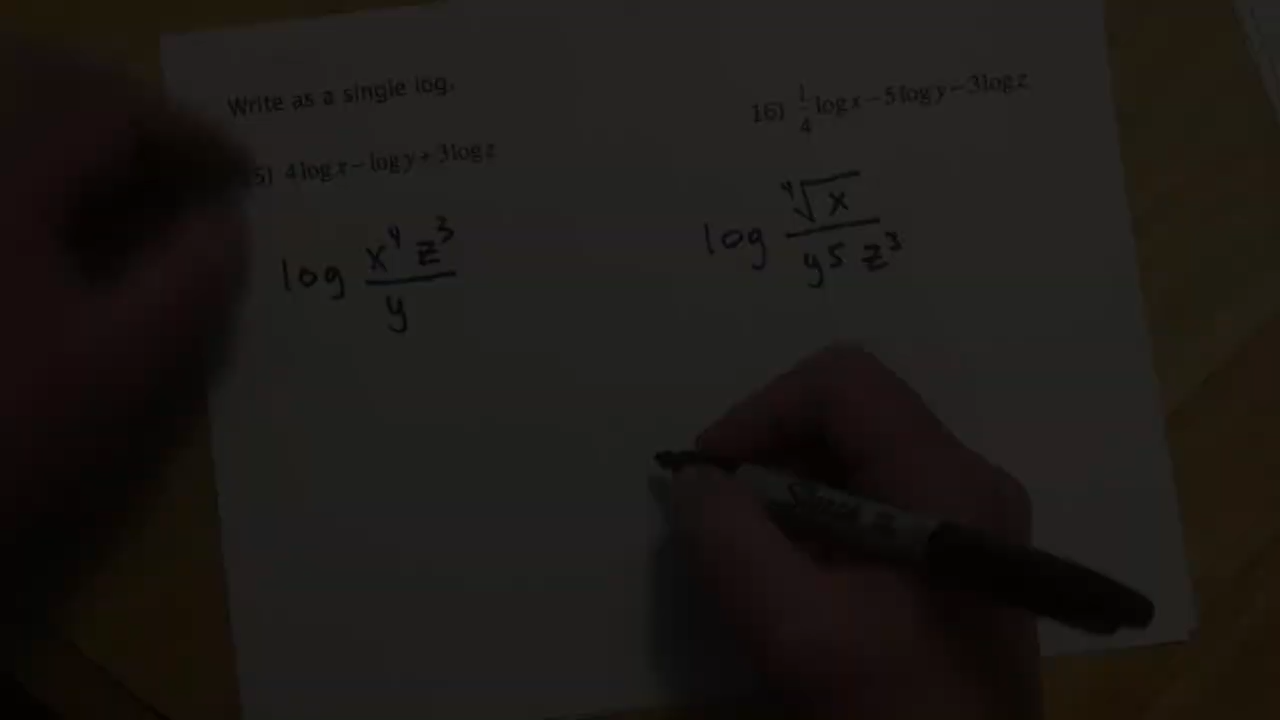 Write as a single log.
5) 4 log x − log y + 3 log z
log x⁴ z³ / y
16) 1/4 log x − 5 log y − 3 log z
log ⁴√x / y⁵ z³
Sharpie